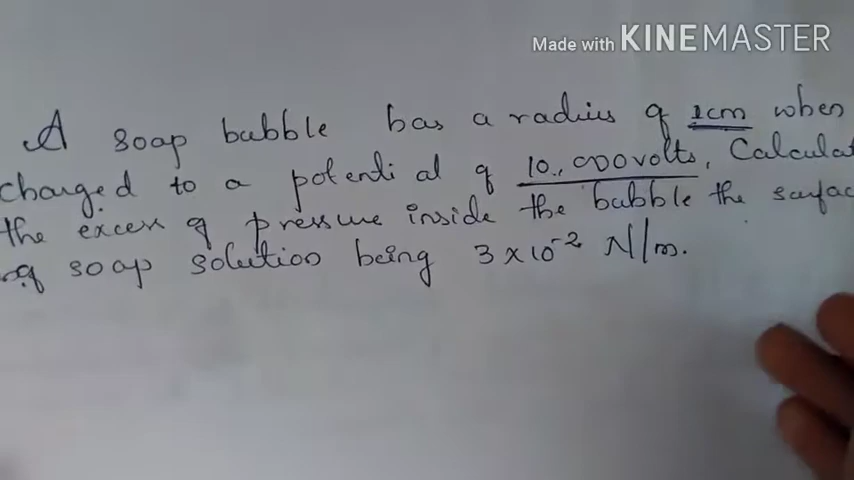 Made with KINEMASTER
A soap bubble has a radius of 1cm when
charged to a potential of 10,000 volts. Calculat
the excess of pressure inside the bubble the surfac
of soap solution being 3 x 10⁻² N/m.